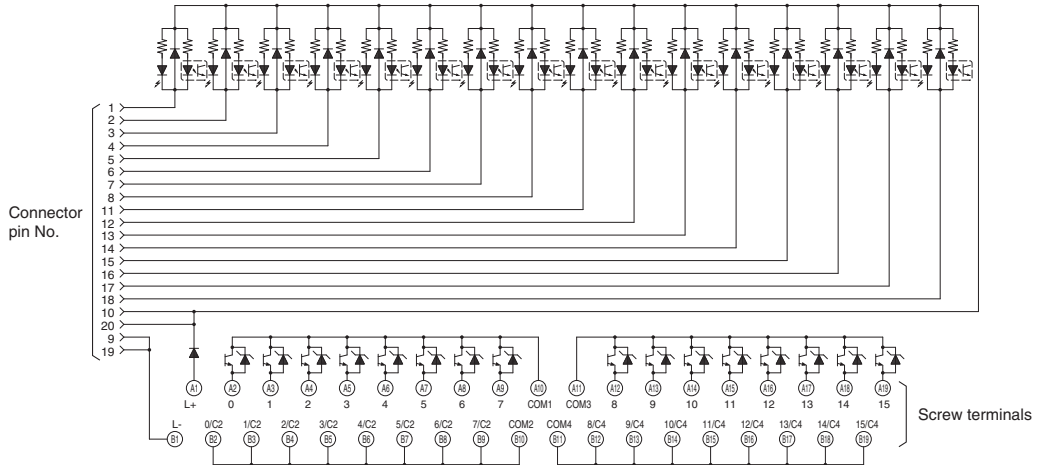 Connector
pin No.
1
2
3
4
5
6
7
8
11
12
13
14
15
16
17
18
10
20
9
19
A1 A2 A3 A4 A5 A6 A7 A8 A9 A10 A11 A12 A13 A14 A15 A16 A17 A18 A19
L+ 0 1 2 3 4 5 6 7 COM1 COM3 8 9 10 11 12 13 14 15
Screw terminals
L- 0/C2 1/C2 2/C2 3/C2 4/C2 5/C2 6/C2 7/C2 COM2 COM4 8/C4 9/C4 10/C4 11/C4 12/C4 13/C4 14/C4 15/C4
B1 B2 B3 B4 B5 B6 B7 B8 B9 B10 B11 B12 B13 B14 B15 B16 B17 B18 B19